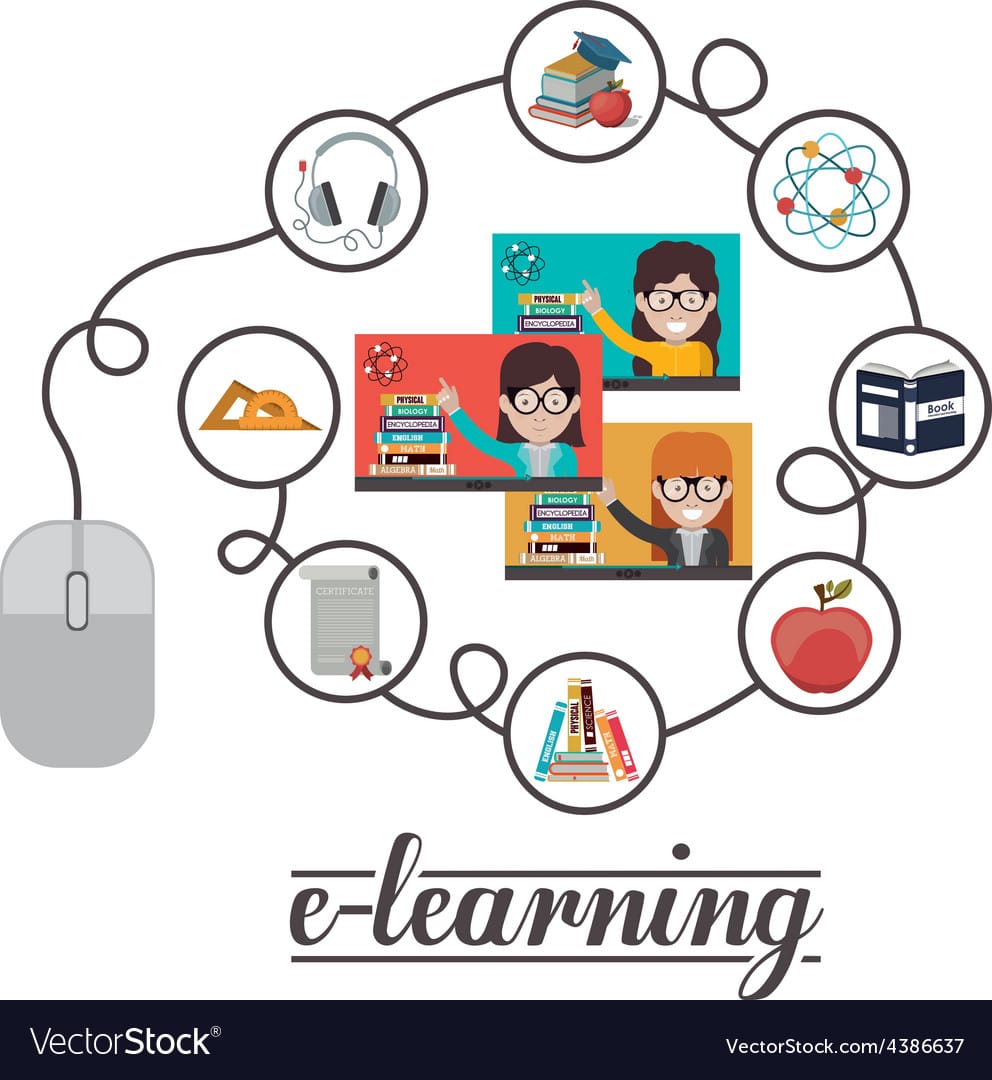 PHYSICAL
BIOLOGY
ENCYCLOPEDIA
PHYSICAL
BIOLOGY
ENCYCLOPEDIA
ENGLISH
MATH
ALGEBRA
Math
BIOLOGY
ENCYCLOPEDIA
ENGLISH
MATH
ALGEBRA
Math
Book
CERTIFICATE
ENGLISH
PHYSICAL
SCIENCE
MATH
e-learning
VectorStock®
VectorStock.com/4386637